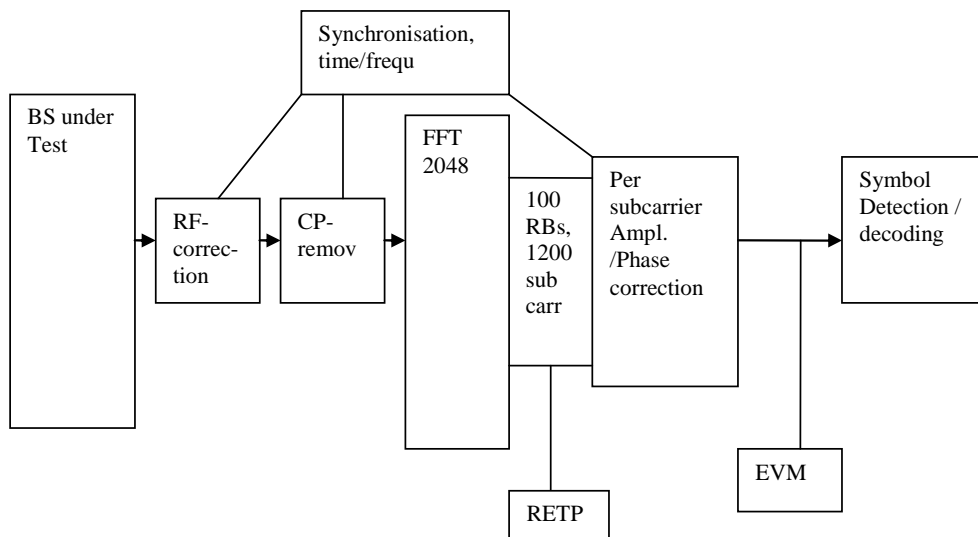 Synchronisation,
time/frequ
BS under
Test
FFT
2048
RF-
correc-
tion
CP-
remov
100
RBs,
1200
sub
carr
Per
subcarrier
Ampl.
/Phase
correction
Symbol
Detection /
decoding
EVM
RETP